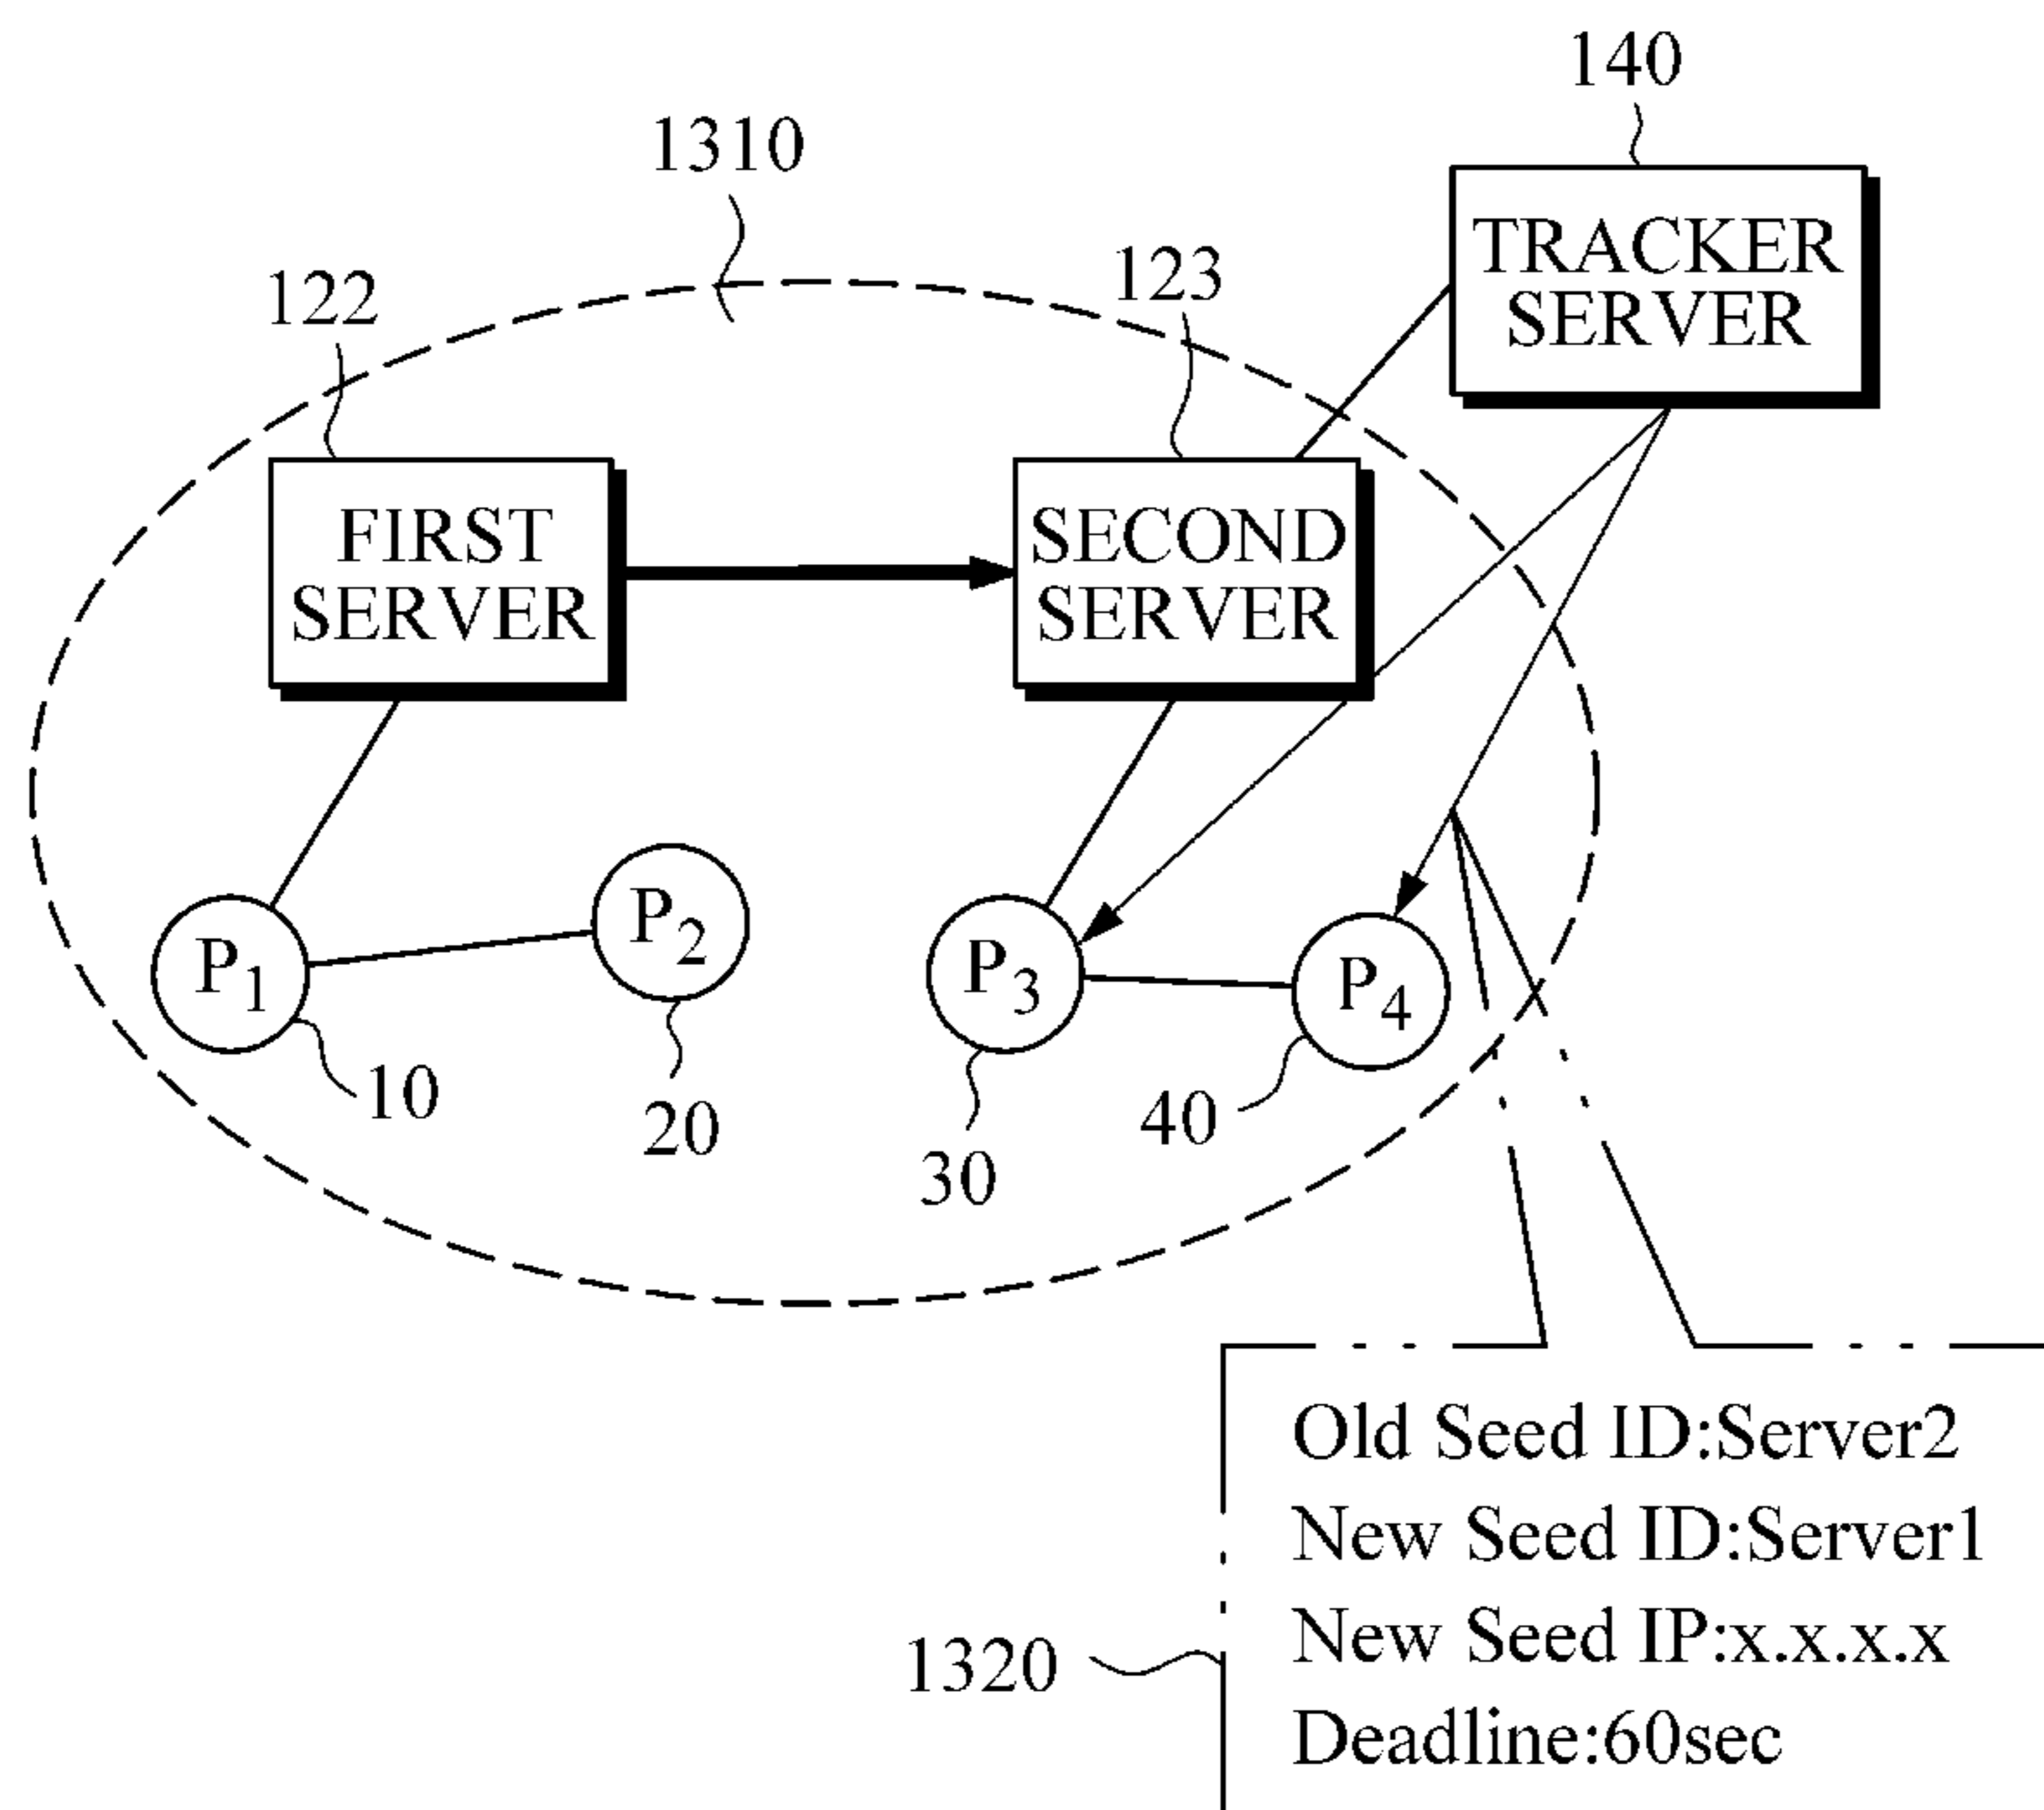 140
1310
TRACKER
SERVER
122
123
FIRST
SERVER
SECOND
SERVER
P1
P2
P3
P4
10
20
30
40
Old Seed ID:Server2
New Seed ID:Server1
New Seed IP:x.x.x.x
Deadline:60sec
1320